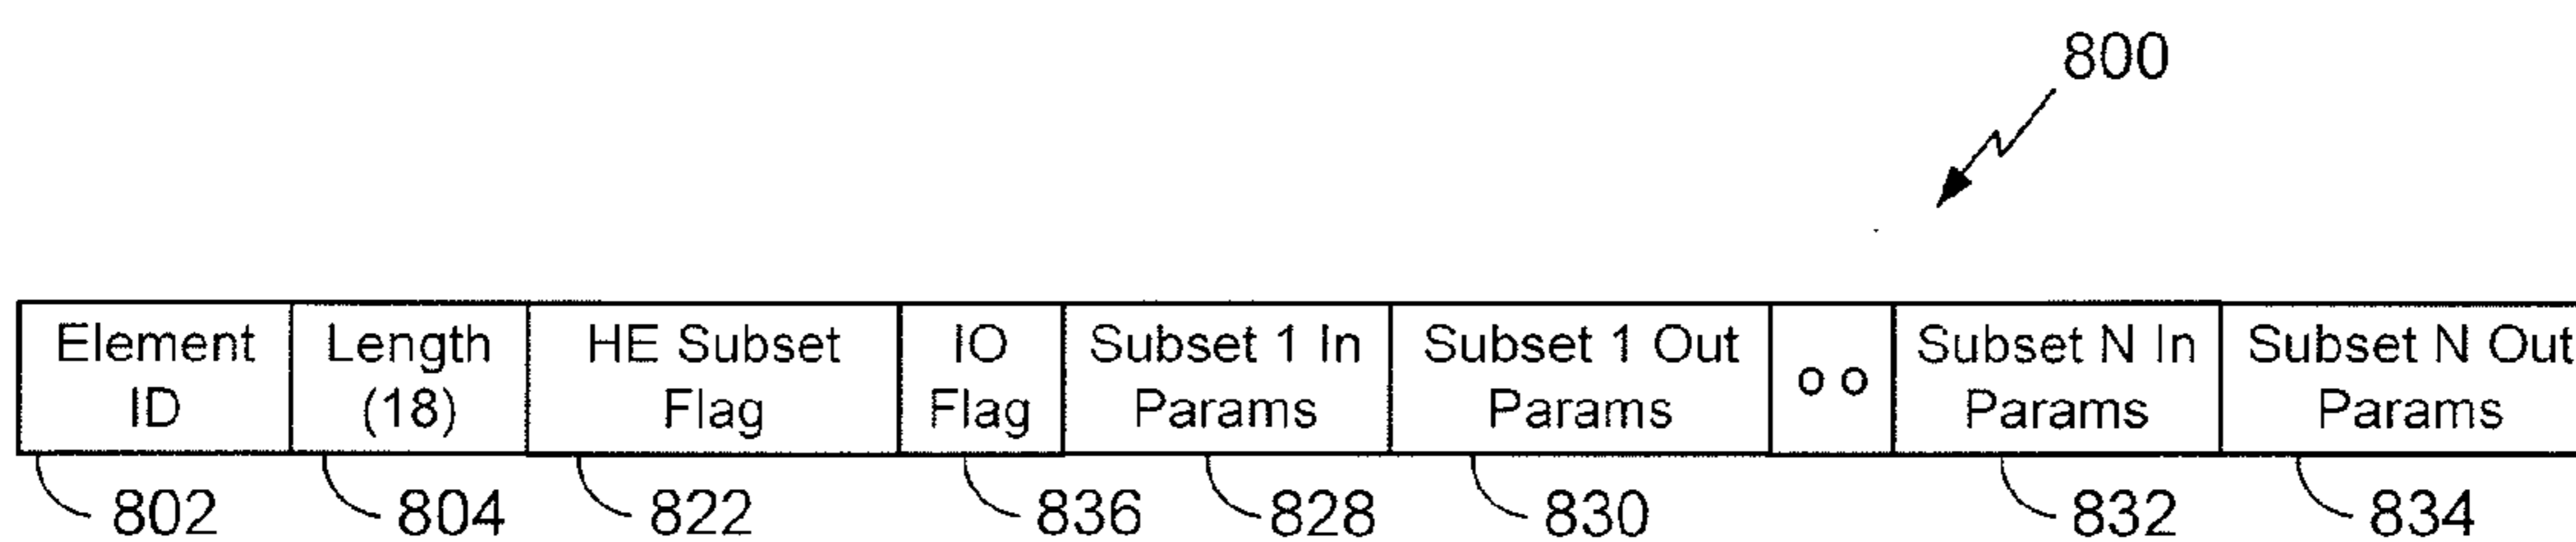 800
Element ID
Length (18)
HE Subset Flag
IO Flag
Subset 1 In Params
Subset 1 Out Params
o o
Subset N In Params
Subset N Out Params
802
804
822
836
828
830
832
834